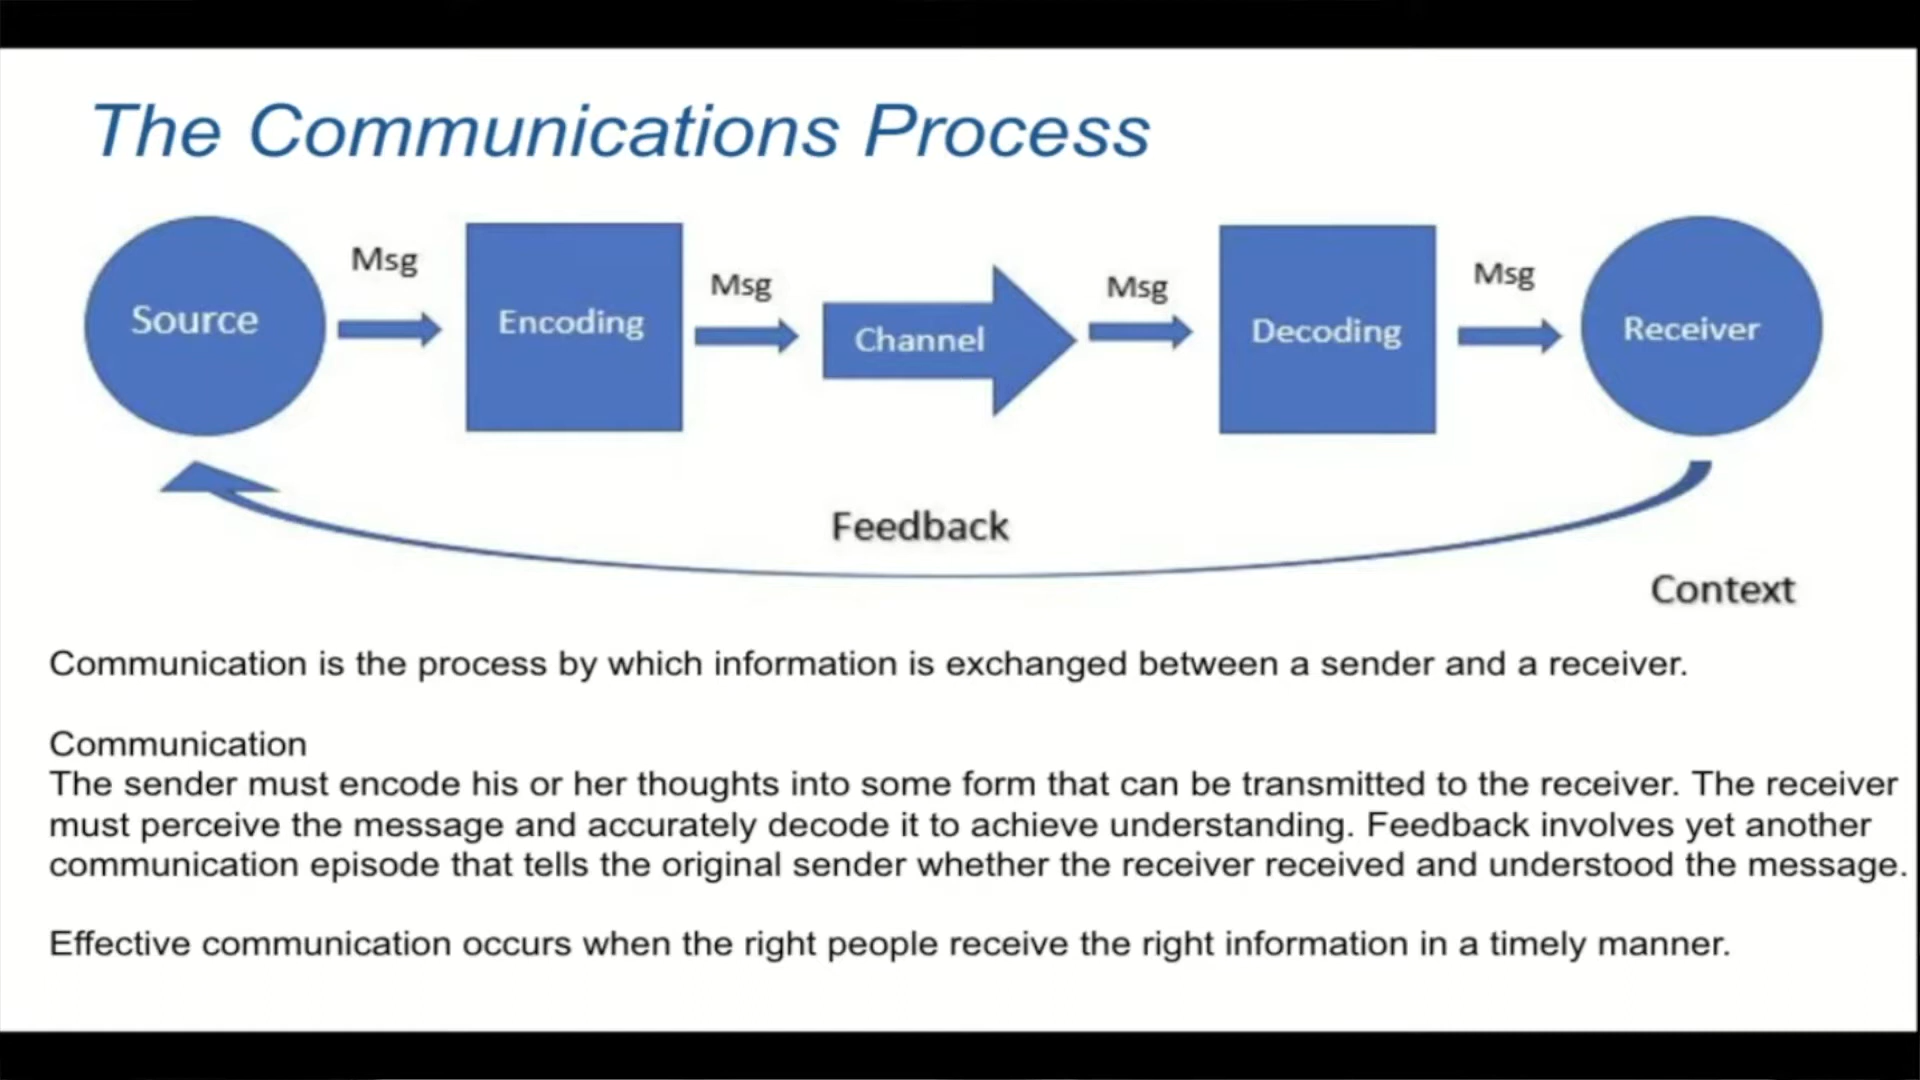 The Communications Process
Msg
Msg
Msg
Msg
Source
Encoding
Channel
Decoding
Receiver
Feedback
Context
Communication is the process by which information is exchanged between a sender and a receiver.
Communication
The sender must encode his or her thoughts into some form that can be transmitted to the receiver. The receiver
must perceive the message and accurately decode it to achieve understanding. Feedback involves yet another
communication episode that tells the original sender whether the receiver received and understood the message.
Effective communication occurs when the right people receive the right information in a timely manner.